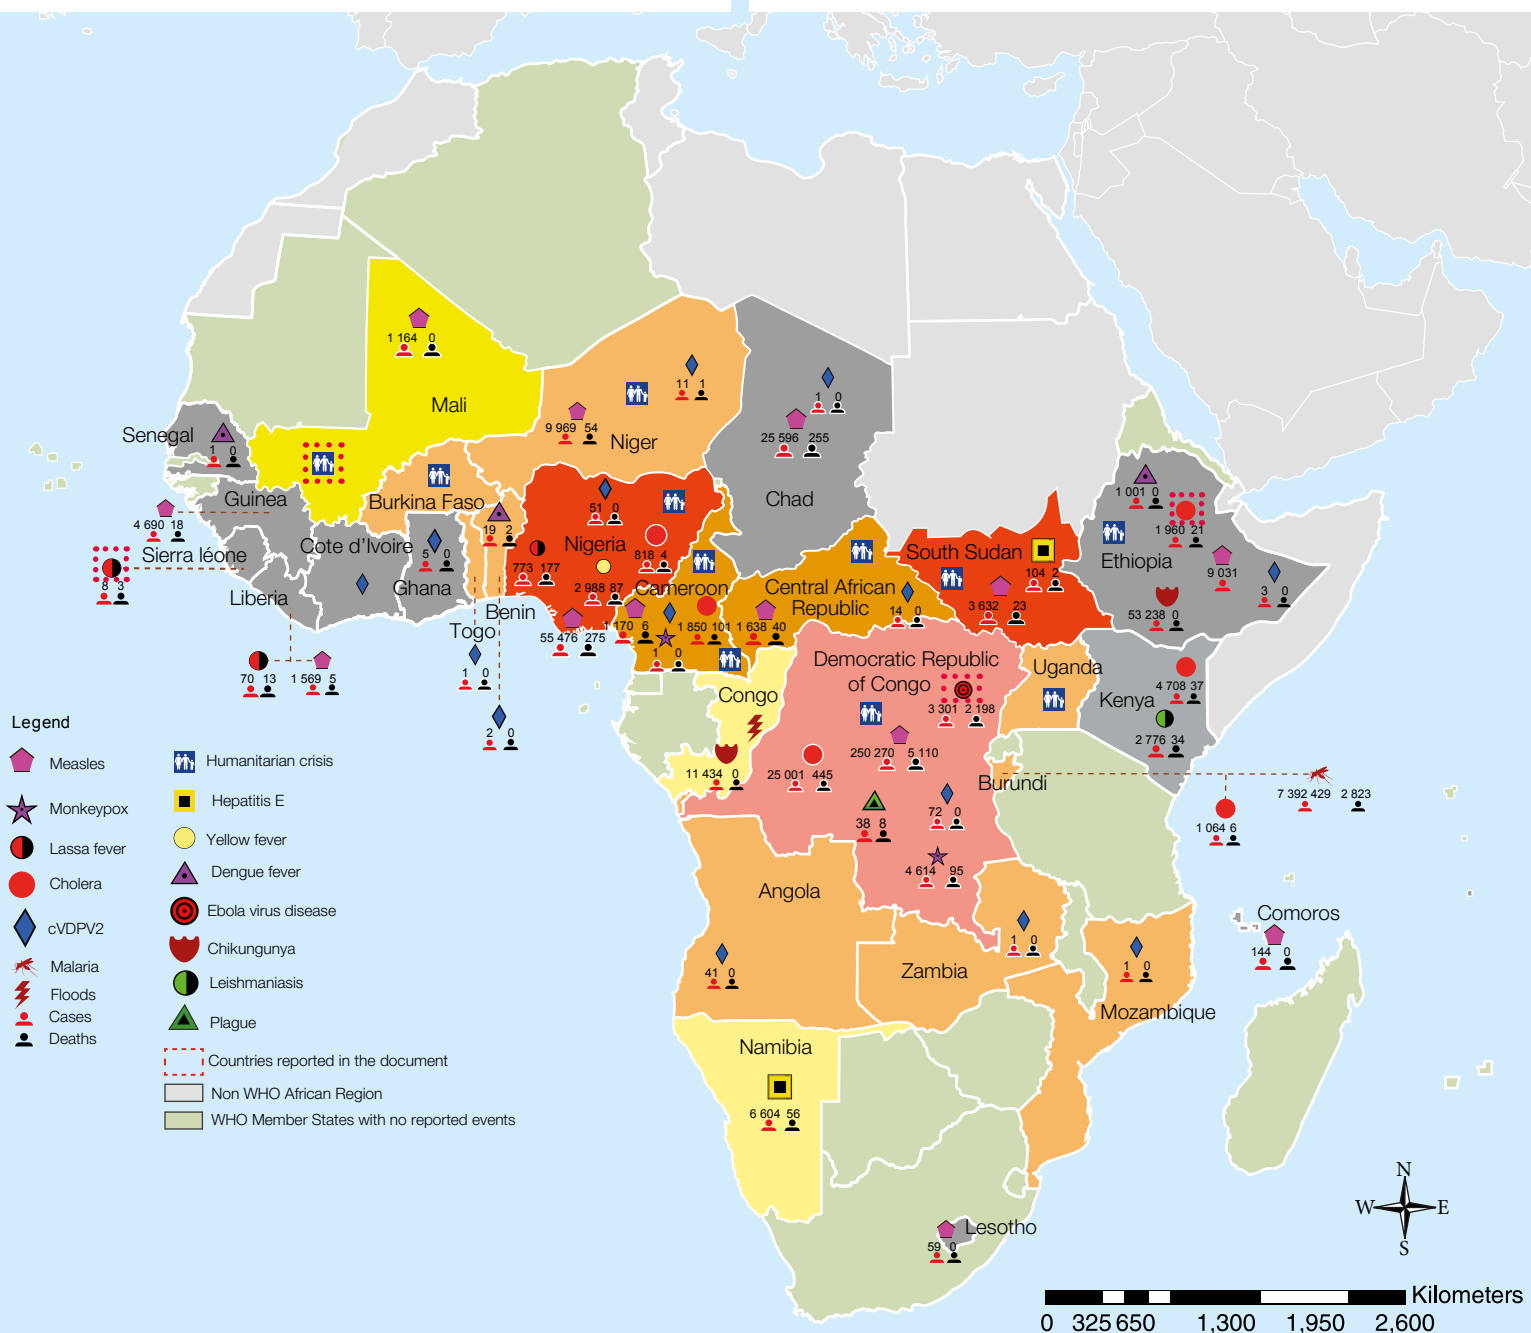 1 164 0
Mali
11 1
9 969 54
Niger
1 0
25 596 255
Chad
Senegal
1 0
Guinea
4 690 18
Sierra léone
8 3
Liberia
70 13
1 569 5
Burkina Faso
Cote d'Ivoire
5 0
Ghana
19 2
Benin
Togo
1 0
2 0
51 0
Nigeria
818 4
773 177
2 988 87
55 476 275
Cameroon
1 170 6
1 850 101
1 0
Central African
Republic
14 0
1 638 40
South Sudan
104 2
3 632 23
1 001 0
1 960 21
Ethiopia
9 031
3 0
53 238 0
Uganda
Kenya
4 708 37
2 776 34
Democratic Republic
of Congo
3 301 2 198
250 270 5 110
25 001 445
38 8
72 0
4 614 95
Congo
11 434 0
Burundi
7 392 429 2 823
1 064 6
Angola
41 0
Zambia
1 0
1 0
Mozambique
Comoros
144 0
Namibia
6 604 56
Lesotho
59 0
Legend
Measles
Monkeypox
Lassa fever
Cholera
cVDPV2
Malaria
Floods
Cases
Deaths
Humanitarian crisis
Hepatitis E
Yellow fever
Dengue fever
Ebola virus disease
Chikungunya
Leishmaniasis
Plague
Countries reported in the document
Non WHO African Region
WHO Member States with no reported events
N
W E
S
Kilometers
0 325 650 1,300 1,950 2,600